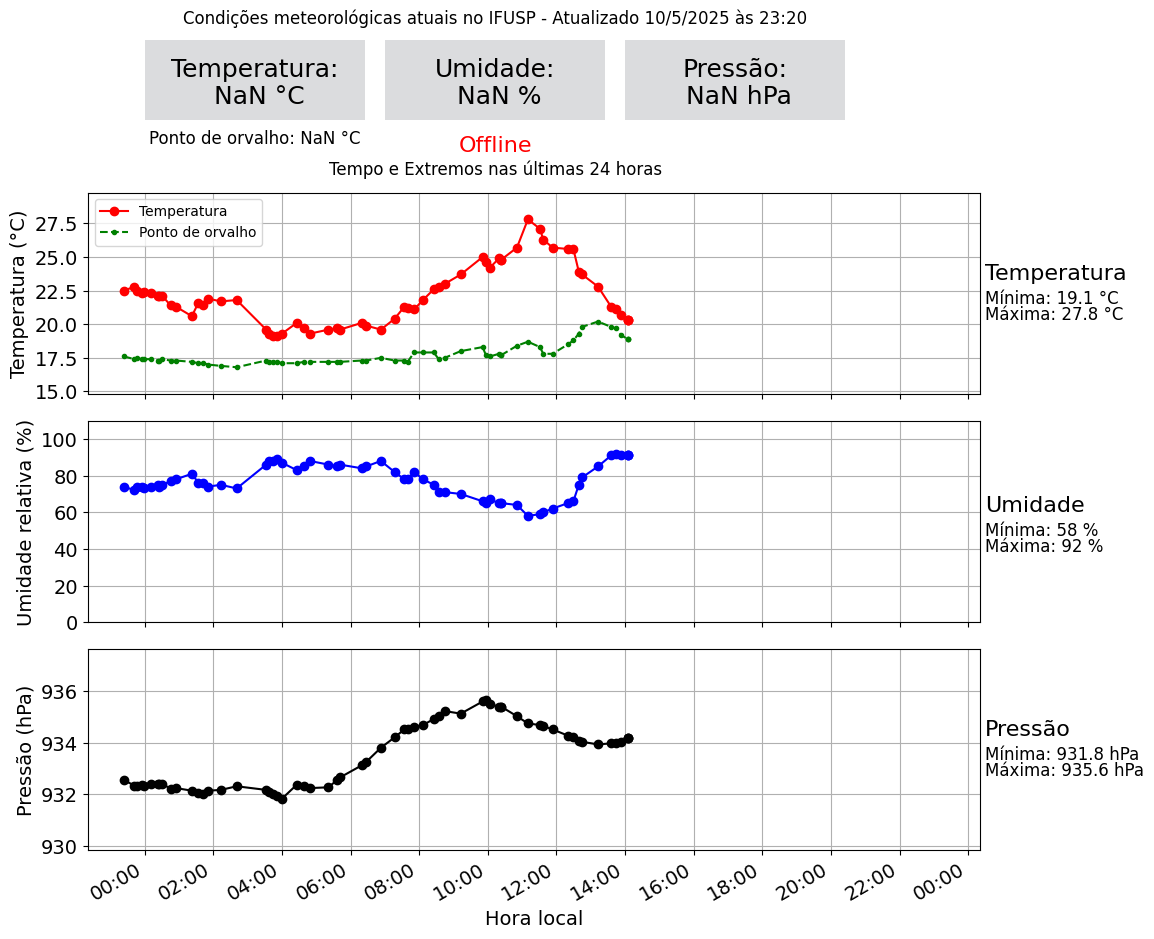 Condições meteorológicas atuais no IFUSP - Atualizado 10/5/2025 às 23:20
Temperatura:
NaN °C
Umidade:
NaN %
Pressão:
NaN hPa
Ponto de orvalho: NaN °C
Offline
Tempo e Extremos nas últimas 24 horas
Temperatura (°C)
27.5
25.0
22.5
20.0
17.5
15.0
Temperatura
Ponto de orvalho
Temperatura
Mínima: 19.1 °C
Máxima: 27.8 °C
Umidade relativa (%)
100
80
60
40
20
0
Umidade
Mínima: 58 %
Máxima: 92 %
Pressão (hPa)
936
934
932
930
Pressão
Mínima: 931.8 hPa
Máxima: 935.6 hPa
00:00 02:00 04:00 06:00 08:00 10:00 12:00 14:00 16:00 18:00 20:00 22:00 00:00
Hora local